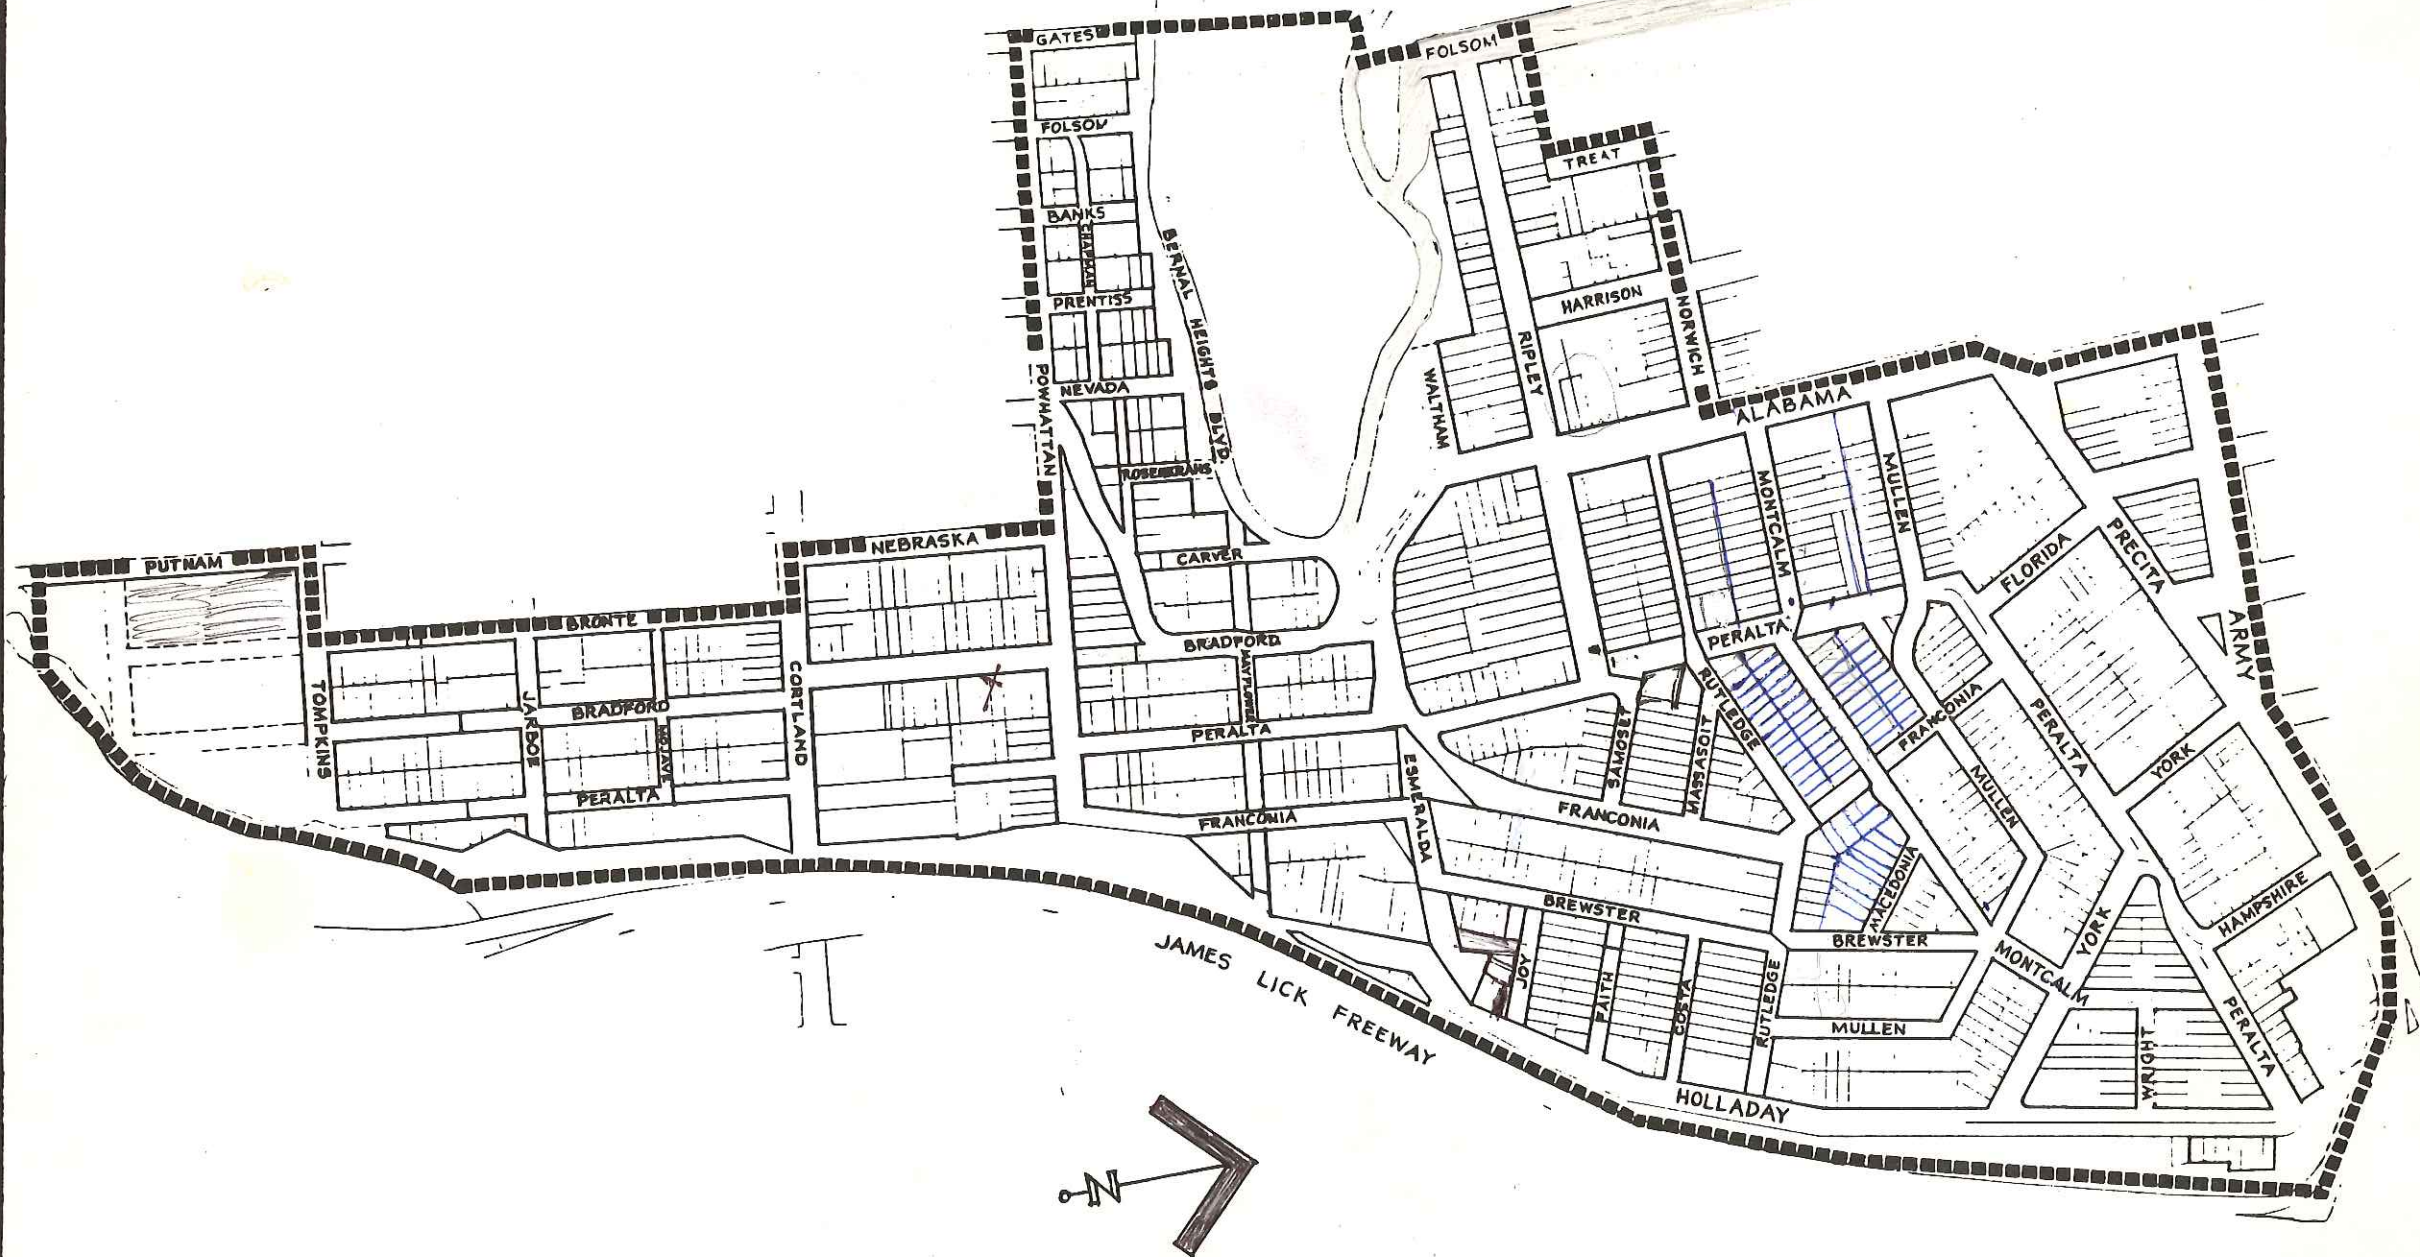 GATES
FOLSOM
FOLSOM
TREAT
BANKS
CHAPMAN
PRENTISS
BERNAL HEIGHTS BLVD.
HARRISON
NORWICH
RIPLEY
WALTHAM
POWHATTAN
NEVADA
ALABAMA
ROSENKRANS
MONTCALM
MULLEN
PUTNAM
NEBRASKA
CARVER
FLORIDA
PRECITA
ARMY
BRONTE
BRADFORD
MAYFLOWER
PERALTA
TOMPKINS
JARBOE
BRADFORD
MOJAVE
CORTLAND
PERALTA
PERALTA
ESMERALDA
SAMOSET
MASSASOIT
RUTLEDGE
FRANCONIA
PERALTA
YORK
MULLEN
FRANCONIA
FRANCONIA
MACEDONIA
HAMPSHIRE
BREWSTER
BREWSTER
YORK
MONTCALM
JOY
FAITH
COSTA
RUTLEDGE
MULLEN
WRIGHT
PERALTA
JAMES LICK FREEWAY
HOLLADAY
N